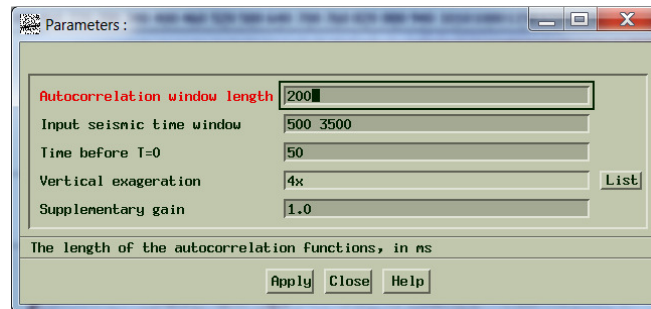 Parameters :
Autocorrelation window length 200
Input seismic time window 500 3500
Time before T=0 50
Vertical exageration 4x List
Supplementary gain 1.0
The length of the autocorrelation functions, in ms
Apply Close Help